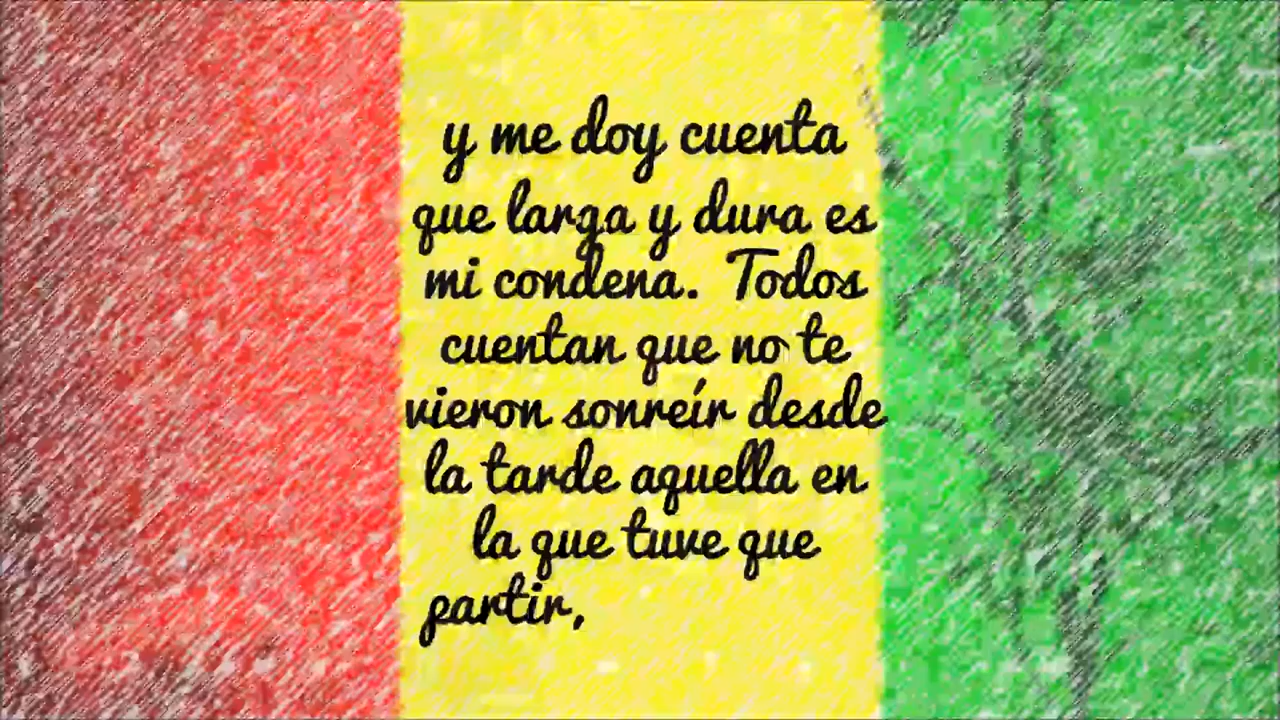 y me doy cuenta
que larga y dura es
mi condena. Todos
cuentan que no te
vieron sonreír desde
la tarde aquella en
la que tuve que
partir,